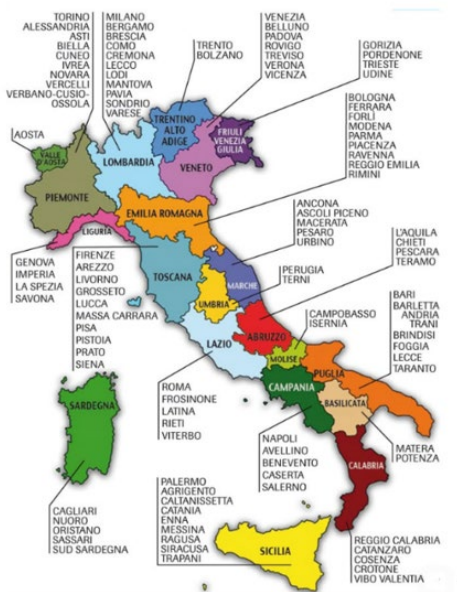 TORINO
ALESSANDRIA
ASTI
BIELLA
CUNEO
IVREA
NOVARA
VERCELLI
VERBANO-CUSIO-
OSSOLA
MILANO
BERGAMO
BRESCIA
COMO
CREMONA
LECCO
LODI
MANTOVA
PAVIA
SONDRIO
VARESE
TRENTO
BOLZANO
VENEZIA
BELLUNO
PADOVA
ROVIGO
TREVISO
VERONA
VICENZA
GORIZIA
PORDENONE
TRIESTE
UDINE
AOSTA
VALLE
D'AOSTA
PIEMONTE
LOMBARDIA
TRENTINO
ALTO
ADIGE
VENETO
FRIULI
VENEZIA
GIULIA
BOLOGNA
FERRARA
FORLÌ
MODENA
PARMA
PIACENZA
RAVENNA
REGGIO EMILIA
RIMINI
EMILIA ROMAGNA
LIGURIA
GENOVA
IMPERIA
LA SPEZIA
SAVONA
FIRENZE
AREZZO
LIVORNO
GROSSETO
LUCCA
MASSA CARRARA
PISA
PISTOIA
PRATO
SIENA
TOSCANA
MARCHE
UMBRIA
ANCONA
ASCOLI PICENO
MACERATA
PESARO
URBINO
PERUGIA
TERNI
L'AQUILA
CHIETI
PESCARA
TERAMO
LAZIO
ABRUZZO
MOLISE
CAMPOBASSO
ISERNIA
BARI
BARLETTA
ANDRIA
TRANI
BRINDISI
FOGGIA
LECCE
TARANTO
PUGLIA
CAMPANIA
BASILICATA
ROMA
FROSINONE
LATINA
RIETI
VITERBO
SARDEGNA
NAPOLI
AVELLINO
BENEVENTO
CASERTA
SALERNO
MATERA
POTENZA
CALABRIA
CAGLIARI
NUORO
ORISTANO
SASSARI
SUD SARDEGNA
PALERMO
AGRIGENTO
CALTANISSETTA
CATANIA
ENNA
MESSINA
RAGUSA
SIRACUSA
TRAPANI
SICILIA
REGGIO CALABRIA
CATANZARO
COSENZA
CROTONE
VIBO VALENTIA